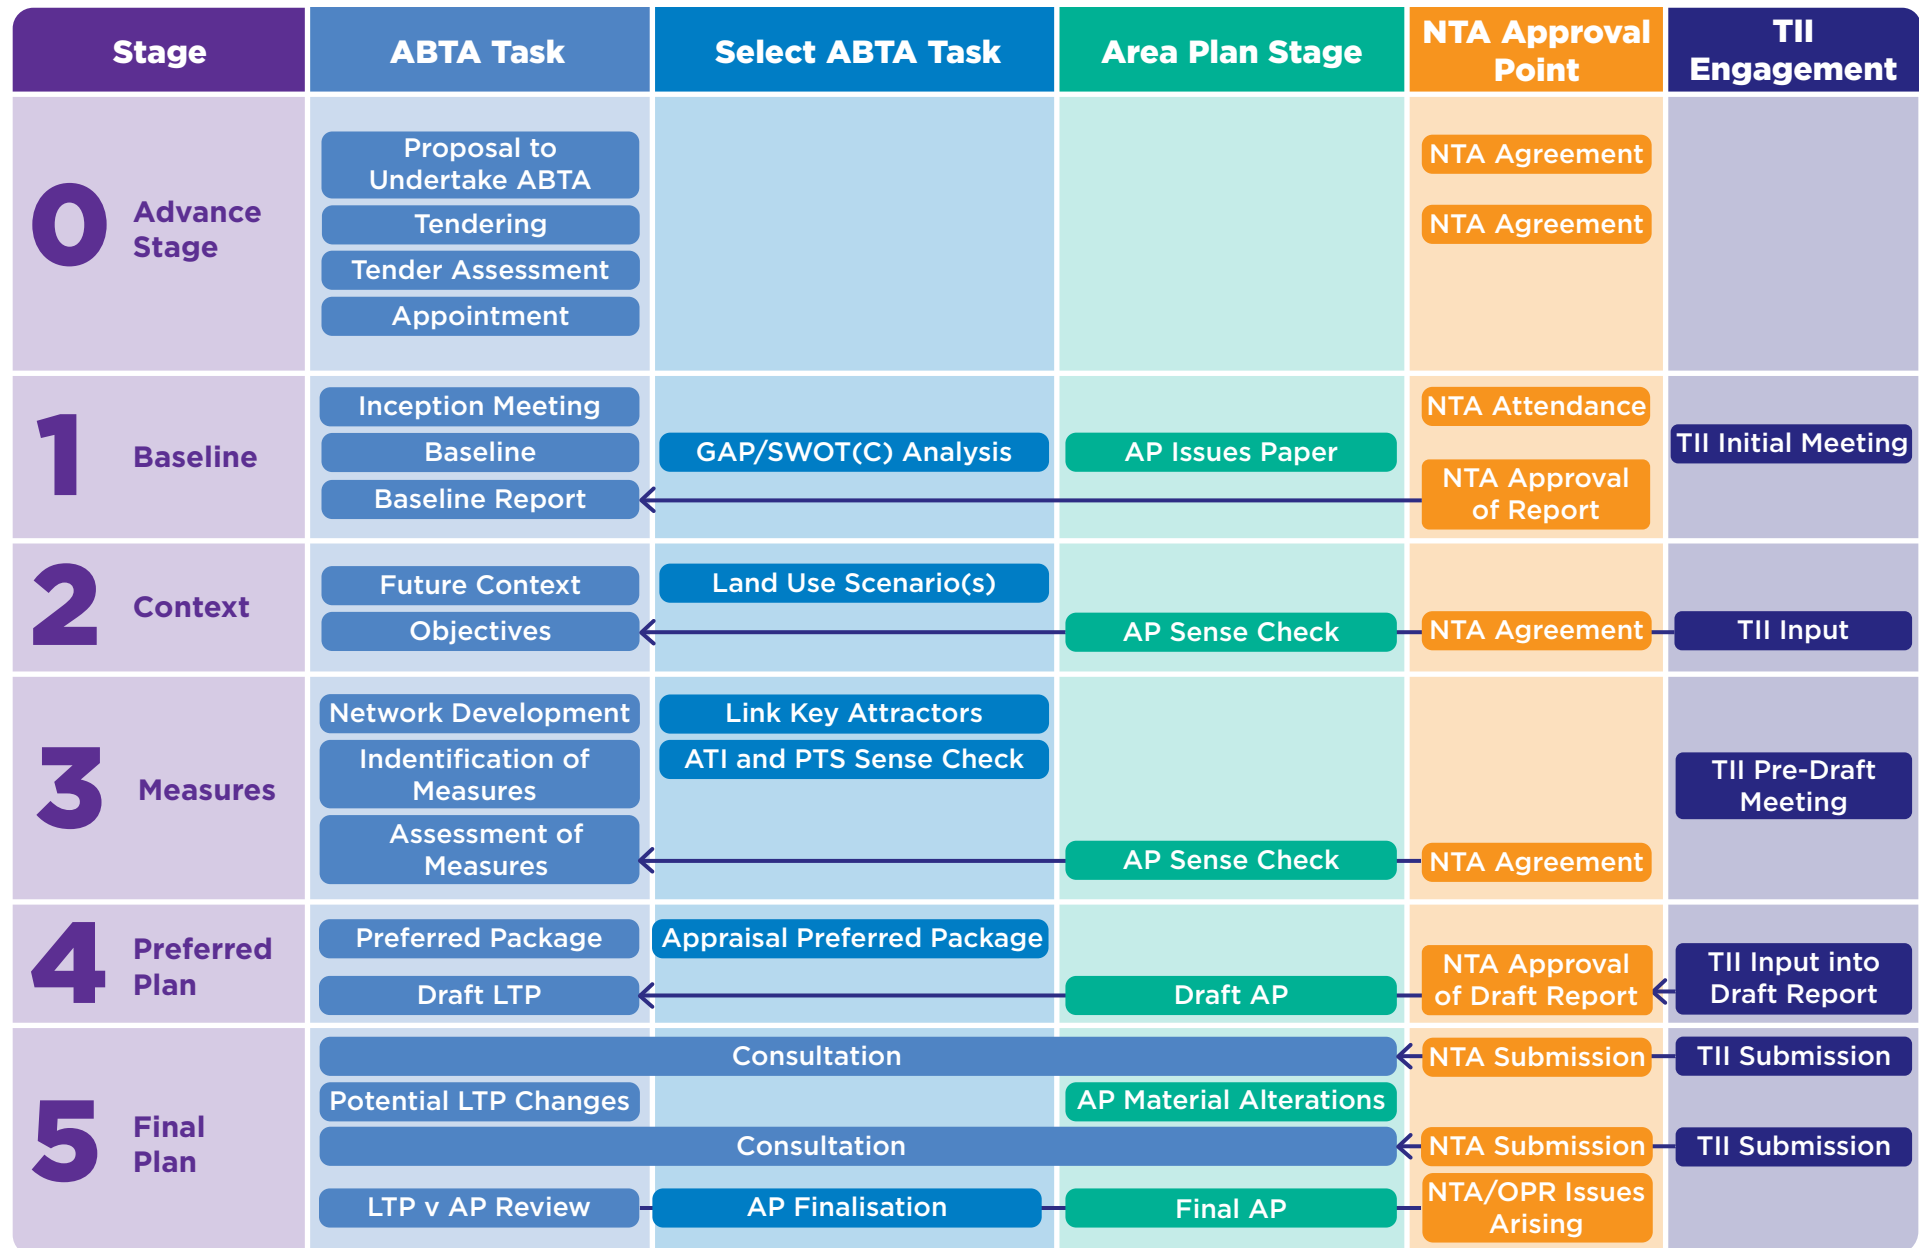 Stage
ABTA Task
Select ABTA Task
Area Plan Stage
NTA Approval
Point
TII
Engagement
0
Advance
Stage
Proposal to
Undertake ABTA
NTA Agreement
Tendering
NTA Agreement
Tender Assessment
Appointment
1
Baseline
Inception Meeting
NTA Attendance
Baseline
GAP/SWOT(C) Analysis
AP Issues Paper
TII Initial Meeting
Baseline Report
NTA Approval
of Report
2
Context
Future Context
Land Use Scenario(s)
Objectives
AP Sense Check
NTA Agreement
TII Input
3
Measures
Network Development
Link Key Attractors
Indentification of
Measures
ATI and PTS Sense Check
TII Pre-Draft
Meeting
Assessment of
Measures
AP Sense Check
NTA Agreement
4
Preferred
Plan
Preferred Package
Appraisal Preferred Package
Draft LTP
Draft AP
NTA Approval
of Draft Report
TII Input into
Draft Report
5
Final
Plan
Consultation
NTA Submission
TII Submission
Potential LTP Changes
AP Material Alterations
Consultation
NTA Submission
TII Submission
LTP v AP Review
AP Finalisation
Final AP
NTA/OPR Issues
Arising